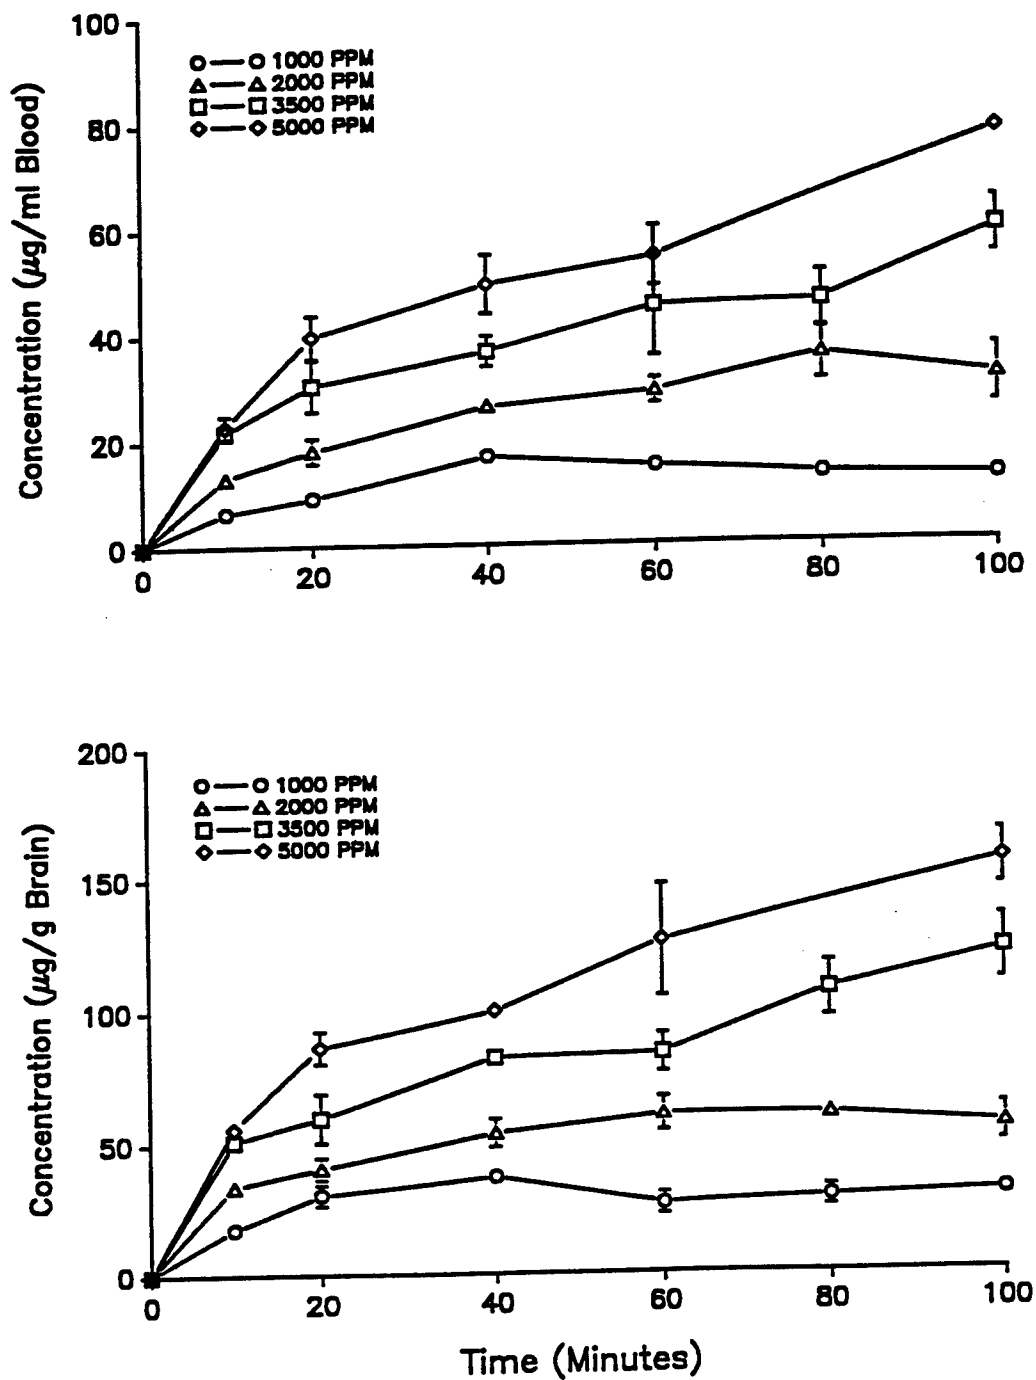 100
80
60
40
20
0
Concentration (µg/ml Blood)
1000 PPM
2000 PPM
3500 PPM
5000 PPM
0 20 40 60 80 100
200
150
100
50
0
Concentration (µg/g Brain)
1000 PPM
2000 PPM
3500 PPM
5000 PPM
0 20 40 60 80 100
Time (Minutes)